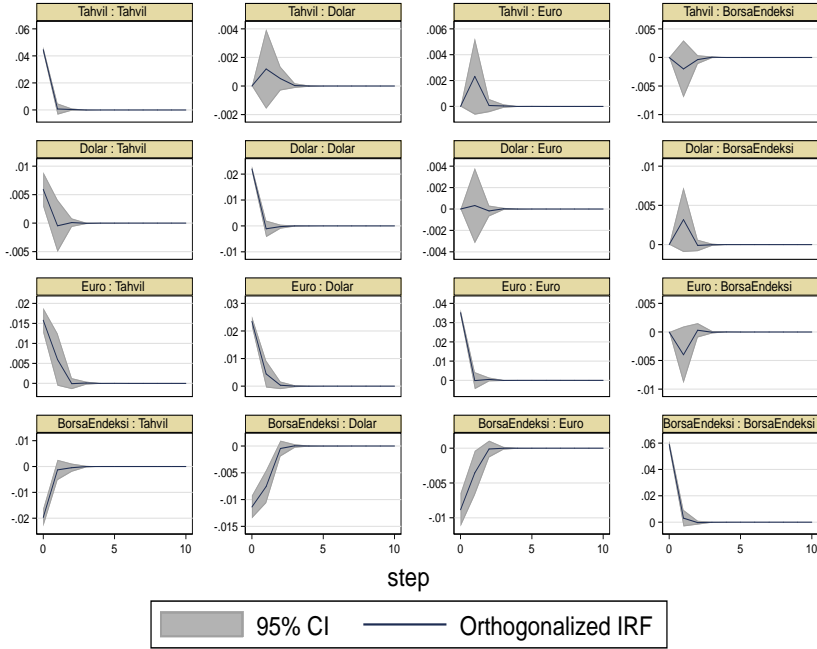 Tahvil : Tahvil
Tahvil : Dolar
Tahvil : Euro
Tahvil : BorsaEndeksi
.06
.04
.02
0
.004
.002
0
-.002
.006
.004
.002
0
.005
0
-.005
-.01
Dolar : Tahvil
Dolar : Dolar
Dolar : Euro
Dolar : BorsaEndeksi
.01
.005
0
-.005
.02
.01
0
-.01
.004
.002
0
-.002
-.004
.01
.005
0
Euro : Tahvil
Euro : Dolar
Euro : Euro
Euro : BorsaEndeksi
.02
.015
.01
.005
0
.03
.02
.01
0
.04
.03
.02
.01
0
.005
0
-.005
-.01
BorsaEndeksi : Tahvil
BorsaEndeksi : Dolar
BorsaEndeksi : Euro
BorsaEndeksi : BorsaEndeksi
.01
0
-.01
-.02
0
-.005
-.01
-.015
0
-.005
-.01
.06
.04
.02
0
0 5 10
0 5 10
0 5 10
0 5 10
step
95% CI
Orthogonalized IRF